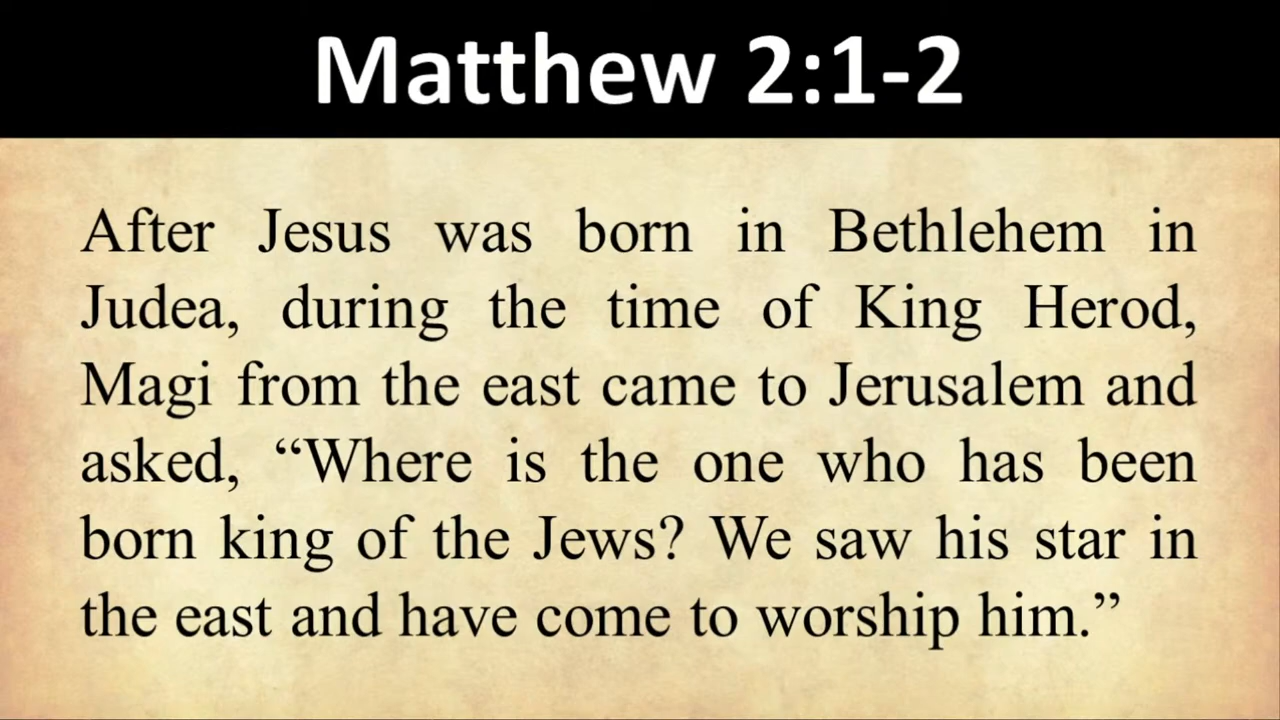 Matthew 2:1-2
After Jesus was born in Bethlehem in
Judea, during the time of King Herod,
Magi from the east came to Jerusalem and
asked, “Where is the one who has been
born king of the Jews? We saw his star in
the east and have come to worship him.”